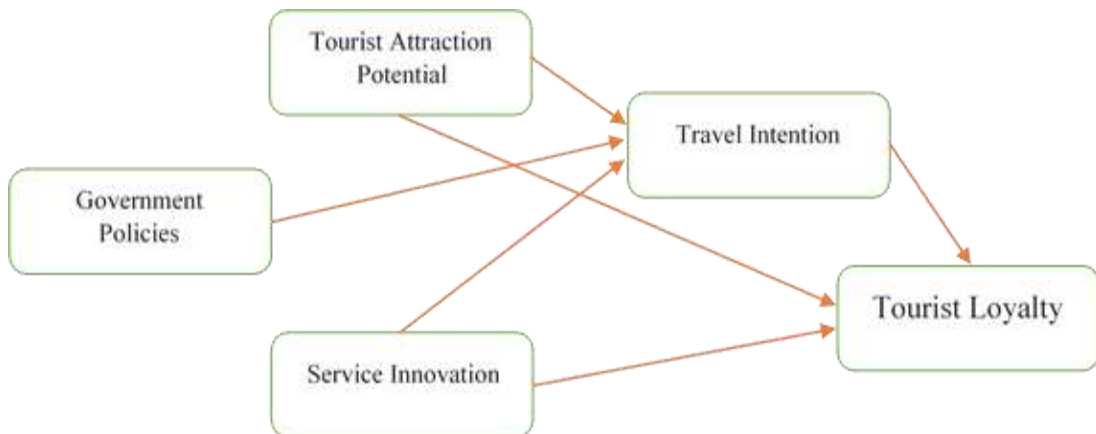 Tourist Attraction
Potential
Travel Intention
Government
Policies
Tourist Loyalty
Service Innovation